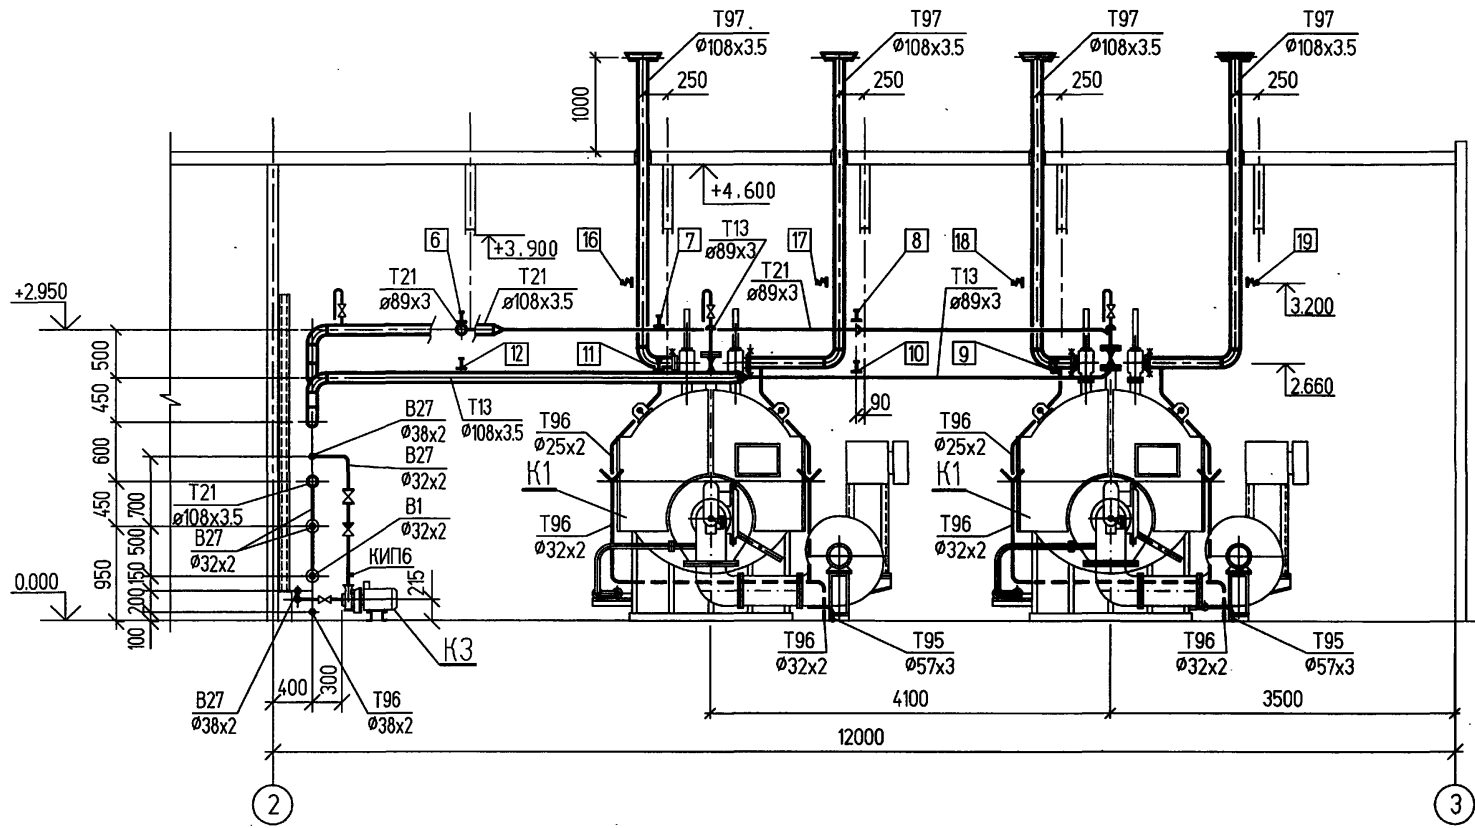 T97
T97
T97
T97
Ø108x3.5
Ø108x3.5
Ø108x3.5
Ø108x3.5
250
250
250
250
1000
+4.600
6
+3.900
16
7
T13
ø89x3
17
8
18
19
T21
ø89x3
T21
ø108x3.5
T21
ø89x3
T13
ø89x3
+2.950
3.200
500
12
11
10
9
450
2.660
T13
Ø108x3.5
90
B27
Ø38x2
T96
Ø25x2
T96
Ø25x2
600
B27
Ø32x2
K1
K1
T21
ø108x3.5
700
450
B1
Ø32x2
T96
Ø32x2
T96
Ø32x2
B27
Ø32x2
500
КИП6
950
150
0.000
200
215
100
K3
T96
Ø32x2
T95
Ø57x3
T96
Ø32x2
T95
Ø57x3
400
300
B27
Ø38x2
T96
Ø38x2
4100
3500
12000
2
3